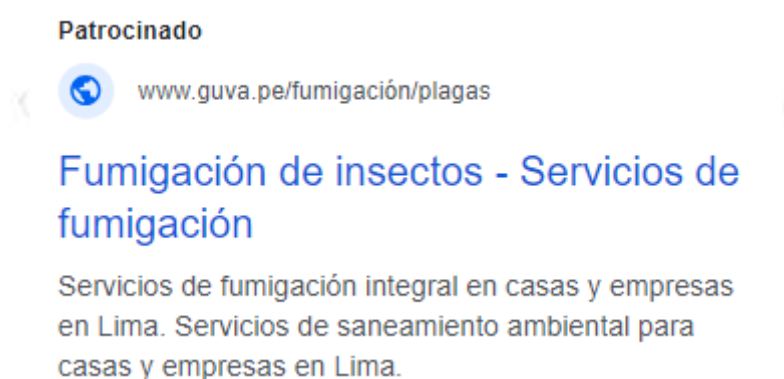 Patrocinado
www.guva.pe/fumigación/plagas
Fumigación de insectos - Servicios de
fumigación
Servicios de fumigación integral en casas y empresas
en Lima. Servicios de saneamiento ambiental para
casas y empresas en Lima.